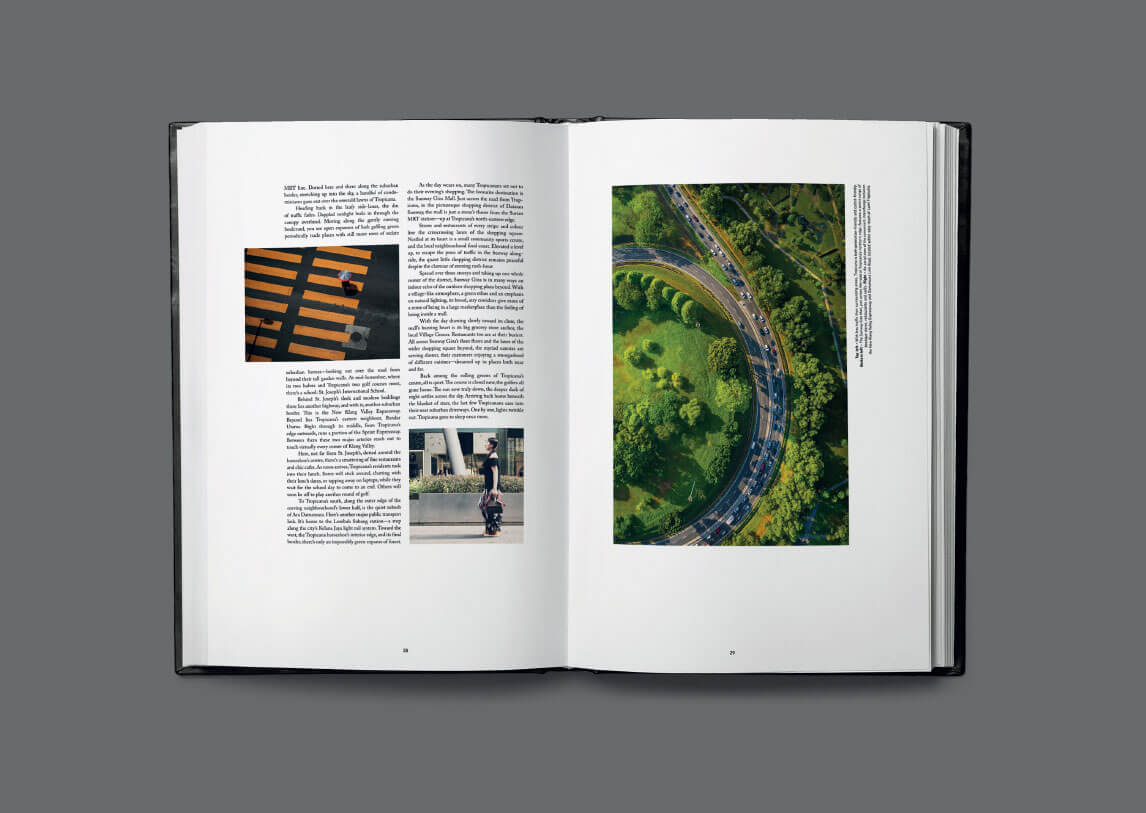 MRT line. Dotted here and there along the suburban
border, stretching up into the sky, a handful of condo-
miniums gaze out over the emerald lawns of Tropicana.
Heading back to the leafy side-lanes, the din
of traffic fades. Dappled sunlight leaks in through the
canopy overhead. Moving along the gently curving
boulevard, you see open expanses of lush golfing green
periodically trade places with still more rows of sedate
suburban homes—looking out over the road from
beyond their tall garden walls. At mid-horseshoe, where
its two halves and Tropicana's two golf courses meet,
there's a school: St. Joseph's International School.
Behind St. Joseph's sleek and modern buildings
there lies another highway, and with it, another suburban
border. This is the New Klang Valley Expressway.
Beyond lies Tropicana's eastern neighbour, Bandar
Utama. Right through its middle, from Tropicana's
edge outwards, runs a portion of the Sprint Expressway.
Between them these two major arteries reach out to
touch virtually every corner of Klang Valley.
Here, not far from St. Joseph's, dotted around the
horseshoe's centre, there's a smattering of fine restaurants
and chic cafes. As noon arrives, Tropicana's residents tuck
into their lunch. Some will stick around, chatting with
their lone's dates, or tapping away on laptops, while they
wait for the school day to come to an end. Others will
soon be off to play another round of golf.
To Tropicana's south, along the outer edge of the
curving neighbourhood's lower half, is the quiet suburb
of Ara Damansara. Here's another major public transport
link. It's home to the Lembah Subang station—a stop
along the city's Kelana Jaya light rail system. Toward the
west, the Tropicana horseshoe's interior edge, and its final
border, there's only an impossibly green expanse of forest.
As the day wears on, many Tropicanans set out to
do their evening's shopping. The favourite destination is
the Sunway Giza Mall. Just across the road from Trop-
icana, in the picturesque shopping district of Dataran
Sunway, the mall is just a stone's throw from the Surian
MRT station—up at Tropicana's north-eastern edge.
Stores and restaurants of every stripe and colour
line the crisscrossing lanes of the shopping square.
Nestled at its heart is a small community sports centre,
and the local neighbourhood food court. Elevated a level
up, to escape the press of traffic in the Sunway along-
side, the quiet little shopping district remains peaceful
despite the clamour of evening rush-hour.
Spread over three storeys and taking up one whole
corner of the district, Sunway Giza is in many ways an
indoor echo of the outdoor shopping plaza beyond. With
a village-like atmosphere, a green ethos and an emphasis
on natural lighting, its broad, airy corridors give more of
a sense of being in a large marketplace than the feeling of
being inside a mall.
With the day drawing slowly toward its close, the
mall's beating heart is its big grocery store anchor, the
local Village Grocer. Restaurants too are at their busiest.
All across Sunway Giza's three floors and the lanes of the
wider shopping square beyond, the myriad eateries are
serving dinner, their customers enjoying a smorgasbord
of different cuisines—dreamed up in places both near
and far.
Back among the rolling greens of Tropicana's
centre, all is quiet. The course is closed now, the golfers all
gone home. The sun now truly down, the deeper dark of
night settles across the sky. Arriving back home beneath
the blanket of stars, the last few Tropicanans ease into
their neat suburban driveways. One by one, lights twinkle
out. Tropicana goes to sleep once more.
28
29